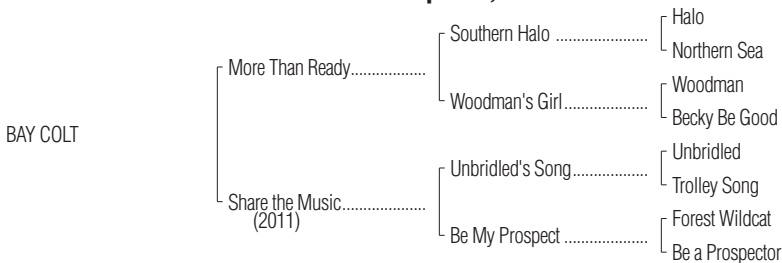 Halo
Southern Halo ......................
Northern Sea
More Than Ready..................
Woodman
Woodman's Girl....................
Becky Be Good
BAY COLT
Unbridled
Unbridled's Song..................
Trolley Song
Share the Music....................
(2011)
Forest Wildcat
Be My Prospect ....................
Be a Prospector